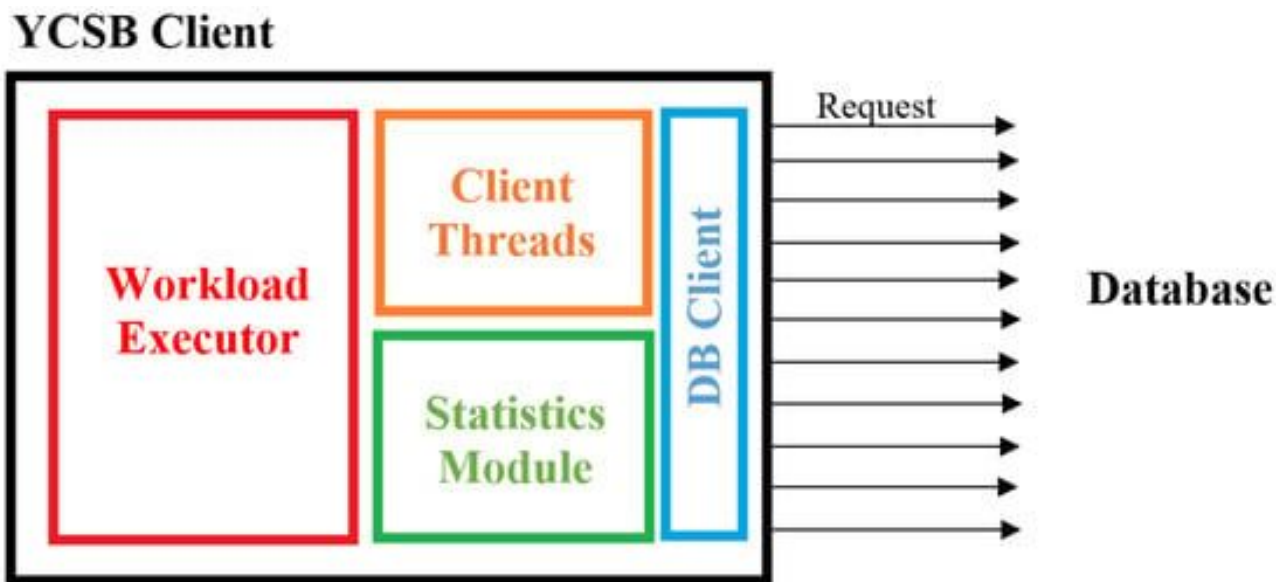 YCSB Client
Request
Workload
Executor
Client
Threads
Statistics
Module
DB Client
Database